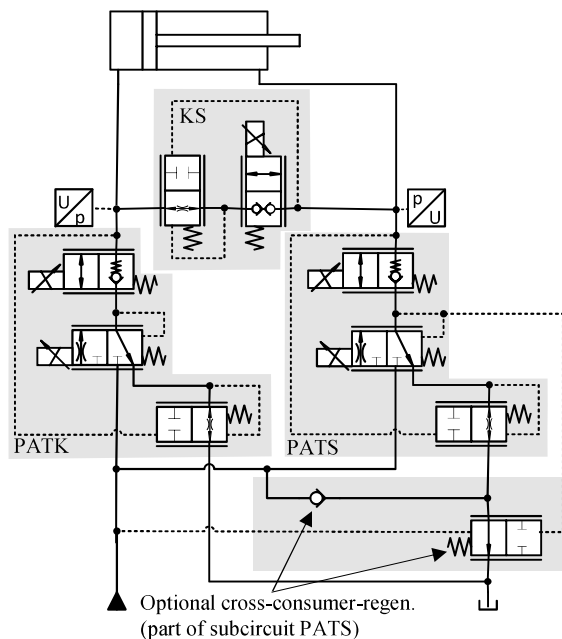 KS
U
p
p
U
PATK
PATS
Optional cross-consumer-regen.
(part of subcircuit PATS)